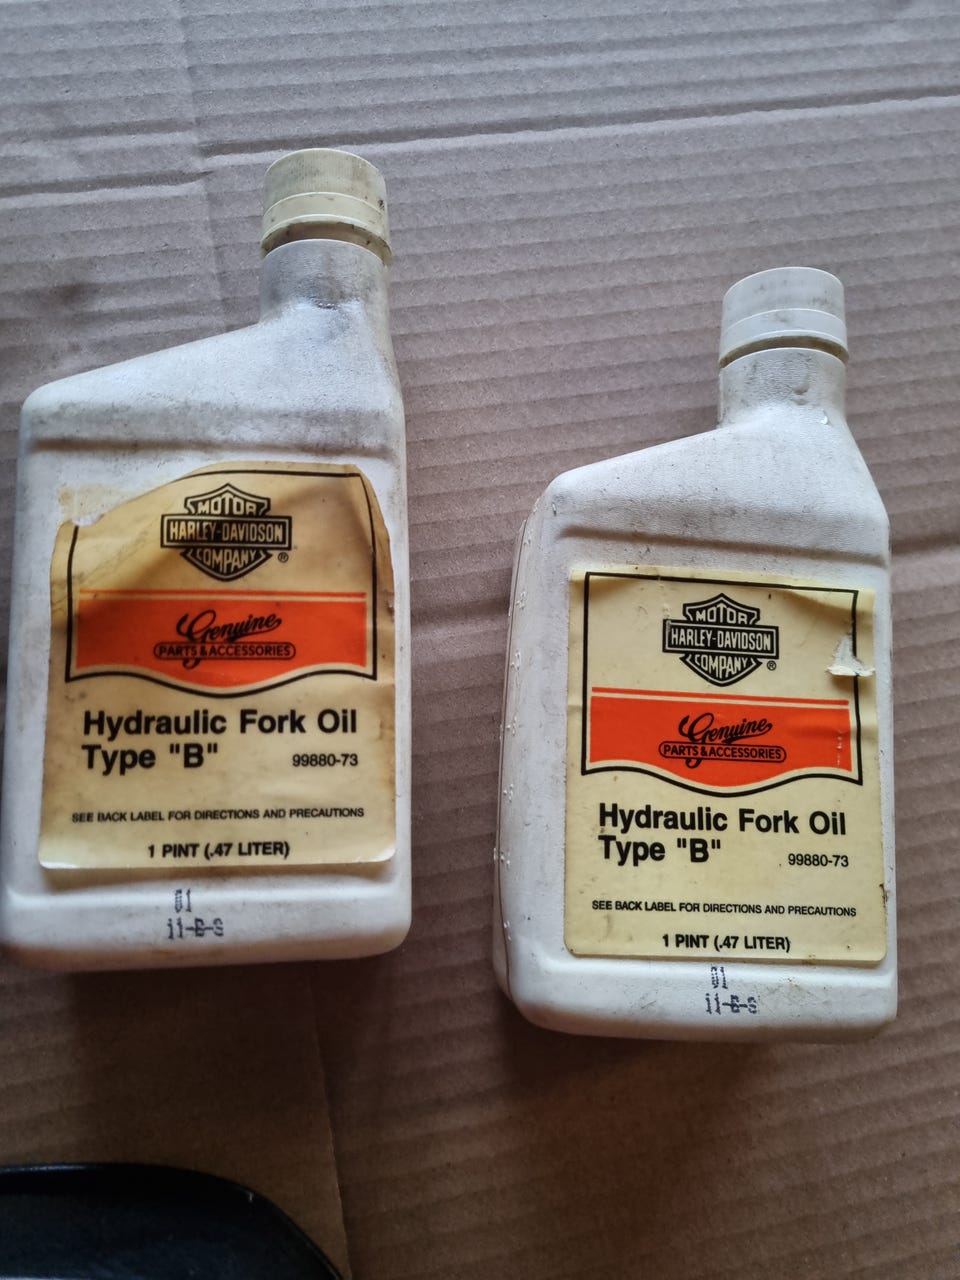 MOTOR
HARLEY-DAVIDSON
COMPANY ®
Genuine
PARTS & ACCESSORIES
Hydraulic Fork Oil
Type "B" 99880-73
SEE BACK LABEL FOR DIRECTIONS AND PRECAUTIONS
1 PINT (.47 LITER)
MOTOR
HARLEY-DAVIDSON
COMPANY ®
Genuine
PARTS & ACCESSORIES
Hydraulic Fork Oil
Type "B" 99880-73
SEE BACK LABEL FOR DIRECTIONS AND PRECAUTIONS
1 PINT (.47 LITER)